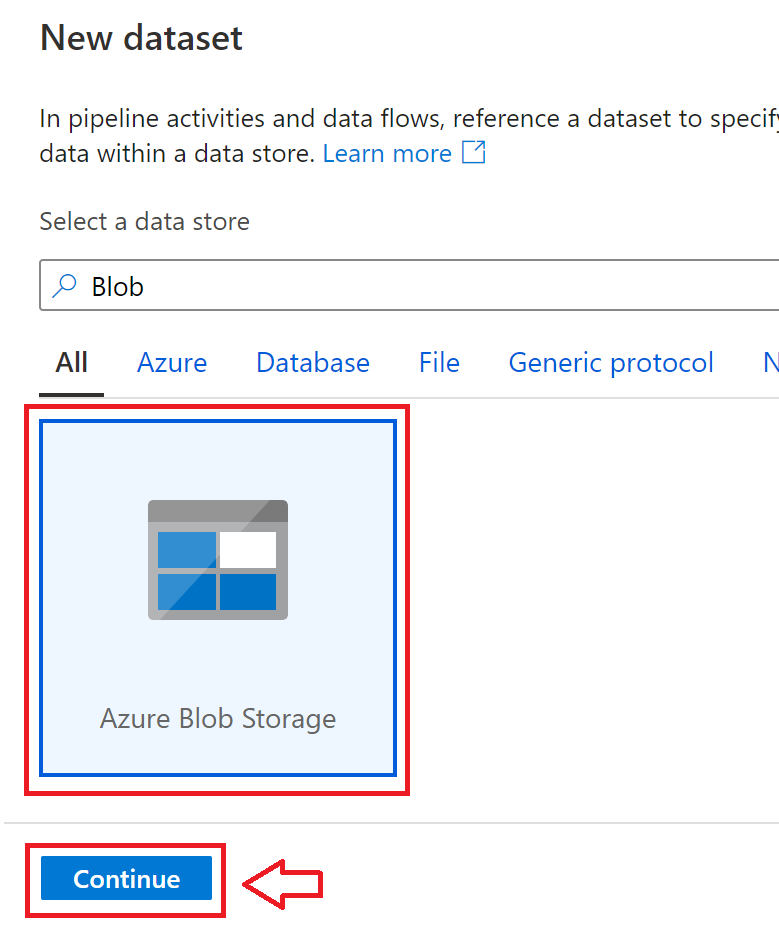 New dataset
In pipeline activities and data flows, reference a dataset to specify
data within a data store. Learn more
Select a data store
Blob
All Azure Database File Generic protocol N
Azure Blob Storage
Continue